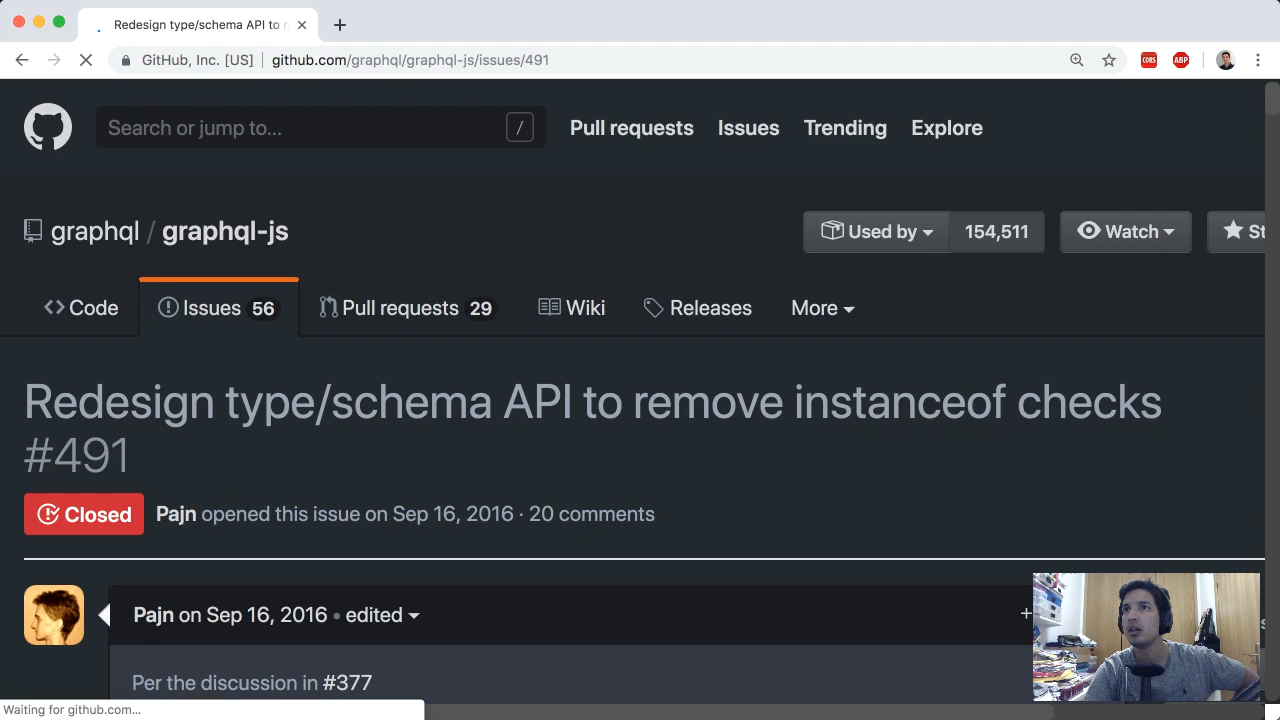 Redesign type/schema API to r
GitHub, Inc. [US] github.com/graphql/graphql-js/issues/491
CORS
ABP
Search or jump to...
/
Pull requests
Issues
Trending
Explore
graphql / graphql-js
Used by
154,511
Watch
St
Code
Issues 56
Pull requests 29
Wiki
Releases
More
Redesign type/schema API to remove instanceof checks
#491
Closed
Pajn opened this issue on Sep 16, 2016 · 20 comments
Pajn on Sep 16, 2016 • edited
+
Per the discussion in #377
Waiting for github.com...